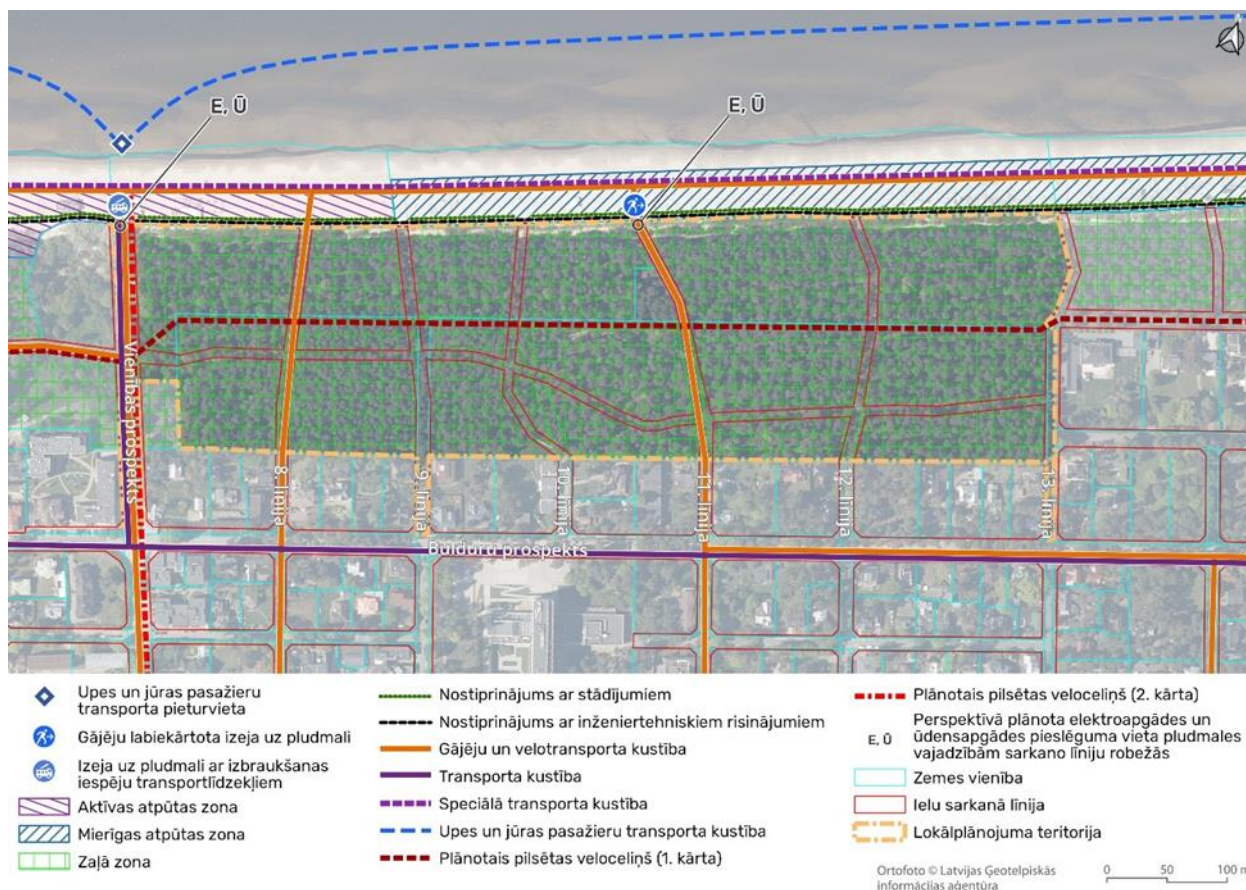 E, Ū
E, Ū
Vienības prospekts
8. līnija
9. līnija
10. līnija
11. līnija
12. līnija
13. līnija
Bulduru prospekts
Upes un jūras pasažieru
transporta pieturvieta
Gājēju labiekārtota izeja uz pludmali
Izeja uz pludmali ar izbraukšanas
iespēju transportlīdzekļiem
Aktīvas atpūtas zona
Mierīgas atpūtas zona
Zaļā zona
Nostiprinājums ar stādījumiem
Nostiprinājums ar inženiertehniskiem risinājumiem
Gājēju un velotransporta kustība
Transporta kustība
Speciālā transporta kustība
Upes un jūras pasažieru transporta kustība
Plānotais pilsētas veloceliņš (1. kārta)
Plānotais pilsētas veloceliņš (2. kārta)
Perspektīvā plānota elektroapgādes un
E, Ū ūdensapgādes pieslēguma vieta pludmales
vajadzībām sarkano līniju robežās
Zemes vienība
Ielu sarkanā līnija
Lokālplānojuma teritorija
Ortofoto © Latvijas Ģeotelpiskās
informācijas aģentūra
0 50 100 m